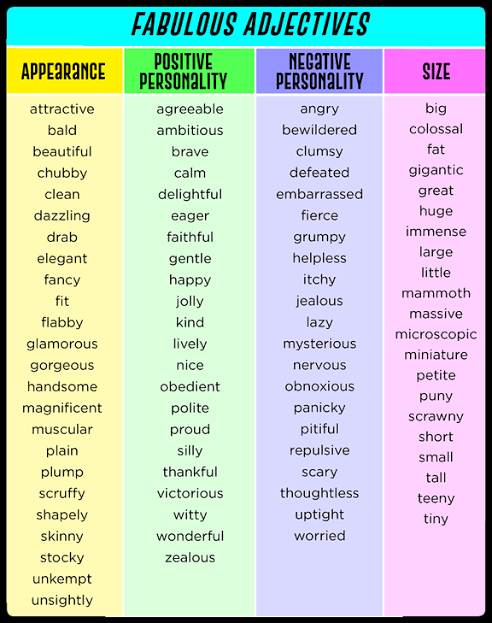 FABULOUS ADJECTIVES
APPEARANCE
attractive
bald
beautiful
chubby
clean
dazzling
drab
elegant
fancy
fit
flabby
glamorous
gorgeous
handsome
magnificent
muscular
plain
plump
scruffy
shapely
skinny
stocky
unkempt
unsightly
POSITIVE
PERSONALITY
agreeable
ambitious
brave
calm
delightful
eager
faithful
gentle
happy
jolly
kind
lively
nice
obedient
polite
proud
silly
thankful
victorious
witty
wonderful
zealous
NEGATIVE
PERSONALITY
angry
bewildered
clumsy
defeated
embarrassed
fierce
grumpy
helpless
itchy
jealous
lazy
mysterious
nervous
obnoxious
panicky
pitiful
repulsive
scary
thoughtless
uptight
worried
SIZE
big
colossal
fat
gigantic
great
huge
immense
large
little
mammoth
massive
microscopic
miniature
petite
puny
scrawny
short
small
tall
teeny
tiny